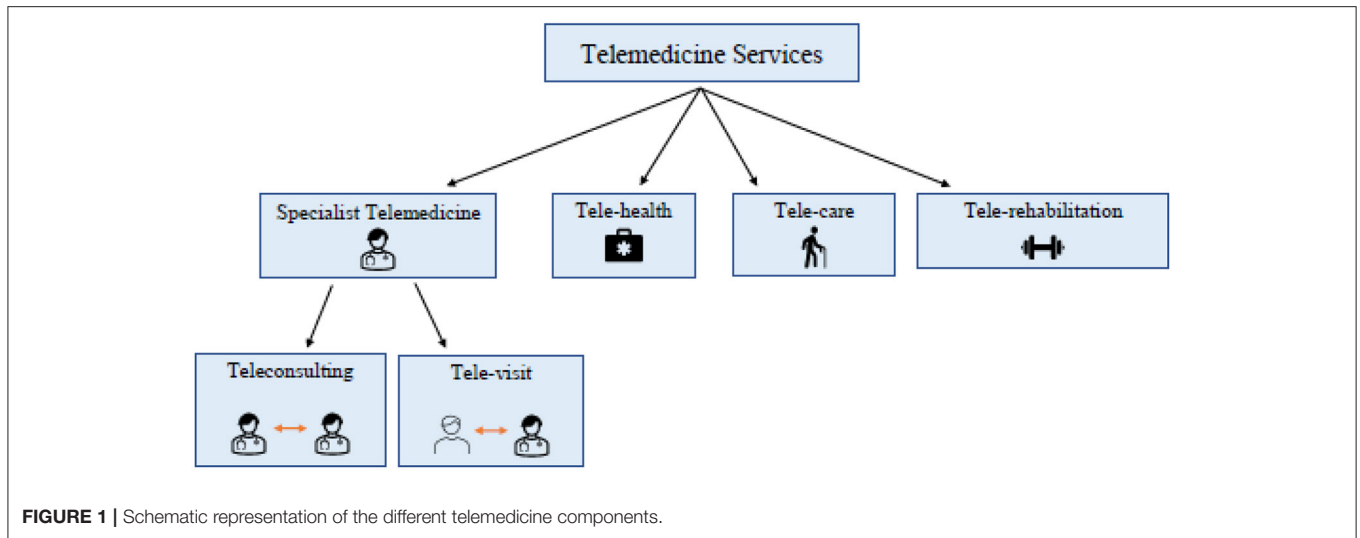 Telemedicine Services
Specialist Telemedicine
Tele-health
Tele-care
Tele-rehabilitation
Teleconsulting
Tele-visit
FIGURE 1 | Schematic representation of the different telemedicine components.